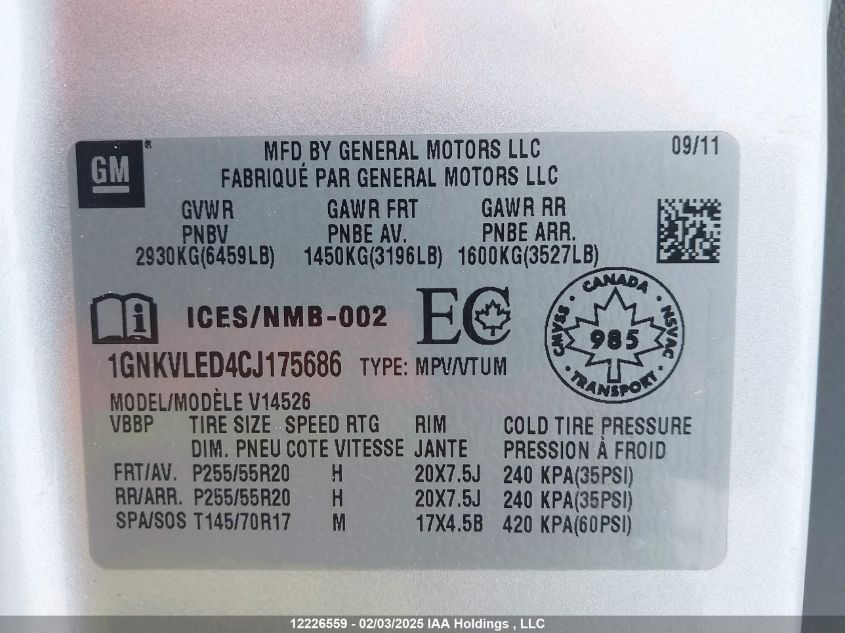 GM
MFD BY GENERAL MOTORS LLC
09/11
FABRIQUÉ PAR GENERAL MOTORS LLC
GVWR GAWR FRT GAWR RR
PNBV PNBE AV. PNBE ARR.
2930KG(6459LB) 1450KG(3196LB) 1600KG(3527LB)
i ICES/NMB-002 EC
CANADA
CMVSS 985 NSVAC
TRANSPORT
1GNKVLED4CJ175686 TYPE: MPV/VTUM
MODEL/MODÈLE V14526
VBBP TIRE SIZE SPEED RTG RIM COLD TIRE PRESSURE
DIM. PNEU COTE VITESSE JANTE PRESSION À FROID
FRT/AV. P255/55R20 H 20X7.5J 240 KPA(35PSI)
RR/ARR. P255/55R20 H 20X7.5J 240 KPA(35PSI)
SPA/SOS T145/70R17 M 17X4.5B 420 KPA(60PSI)
12226559 - 02/03/2025 IAA Holdings , LLC